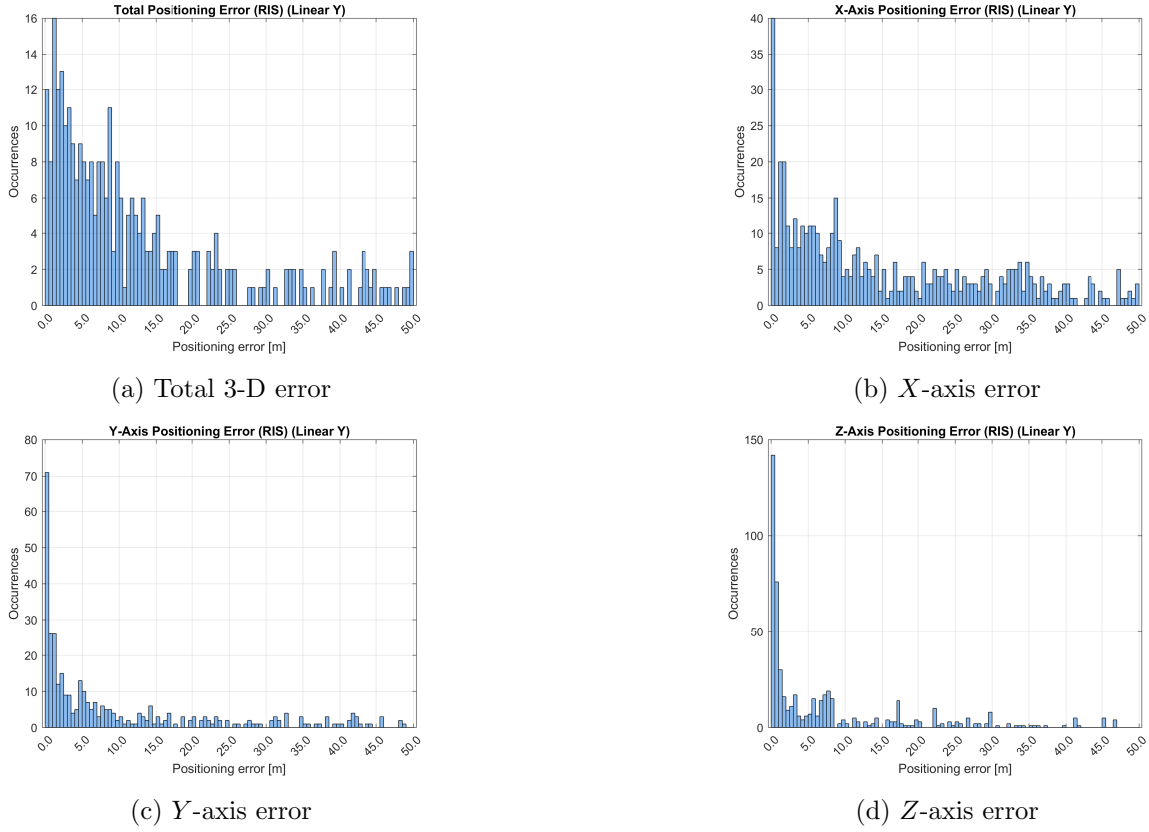 Total Positioning Error (RIS) (Linear Y)
16
14
12
10
8
6
4
2
0
Occurrences
0.0 5.0 10.0 15.0 20.0 25.0 30.0 35.0 40.0 45.0 50.0
Positioning error [m]
(a) Total 3-D error
X-Axis Positioning Error (RIS) (Linear Y)
40
35
30
25
20
15
10
5
0
Occurrences
0.0 5.0 10.0 15.0 20.0 25.0 30.0 35.0 40.0 45.0 50.0
Positioning error [m]
(b) X-axis error
Y-Axis Positioning Error (RIS) (Linear Y)
80
70
60
50
40
30
20
10
0
Occurrences
0.0 5.0 10.0 15.0 20.0 25.0 30.0 35.0 40.0 45.0 50.0
Positioning error [m]
(c) Y-axis error
Z-Axis Positioning Error (RIS) (Linear Y)
150
100
50
0
Occurrences
0.0 5.0 10.0 15.0 20.0 25.0 30.0 35.0 40.0 45.0 50.0
Positioning error [m]
(d) Z-axis error